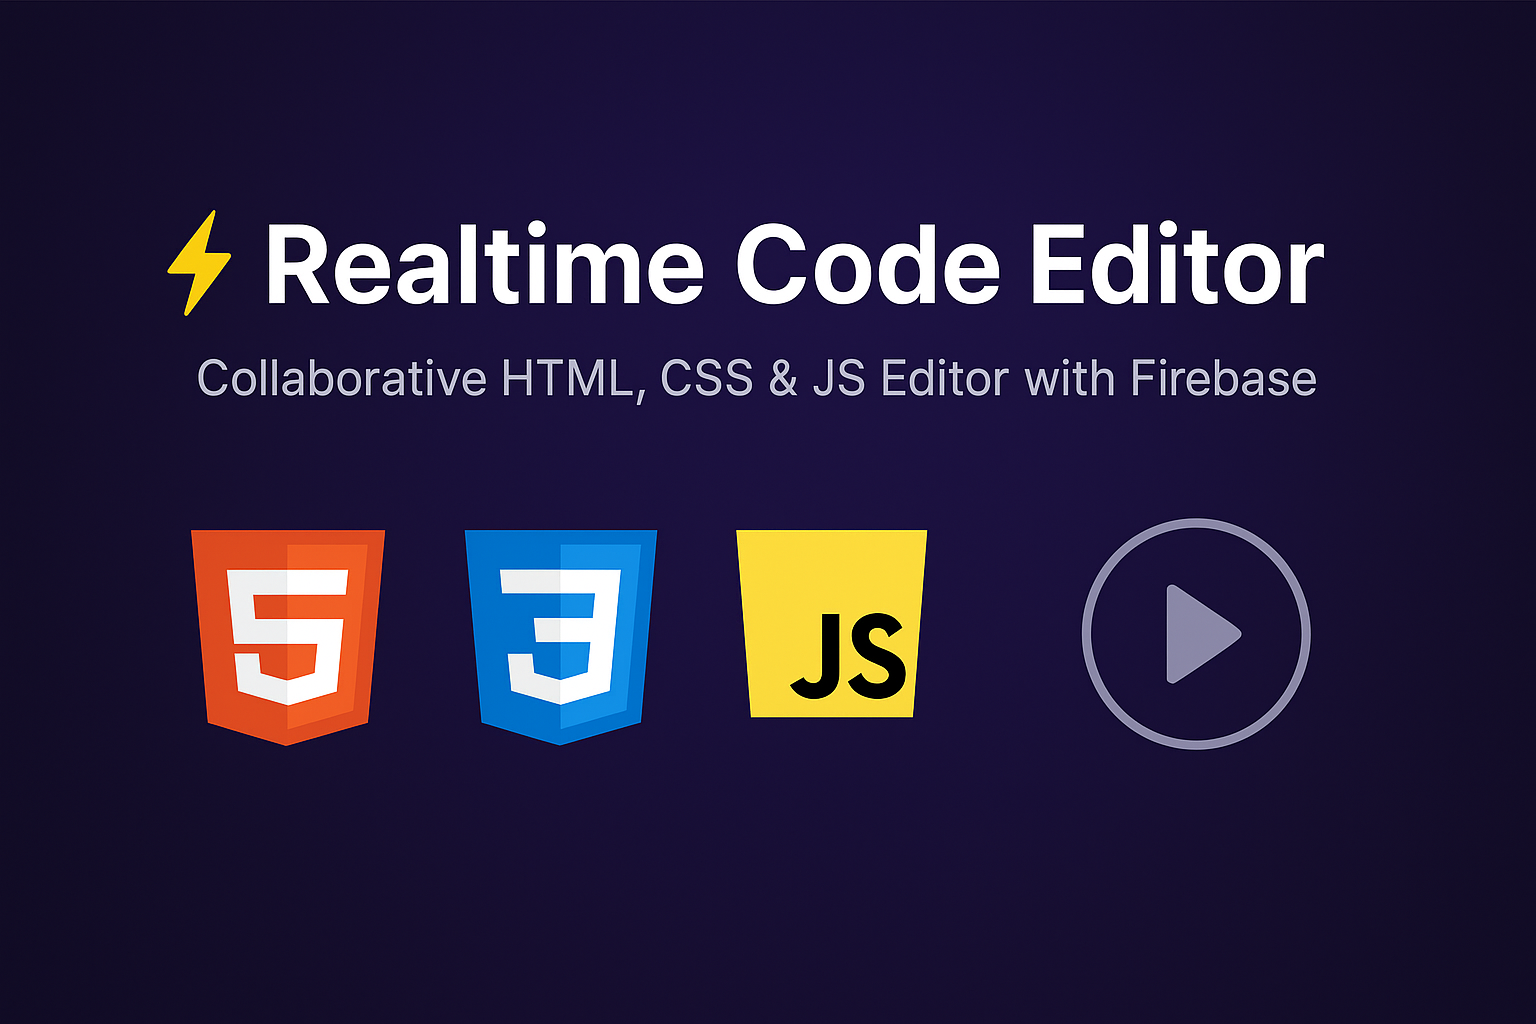 Realtime Code Editor
Collaborative HTML, CSS & JS Editor with Firebase
5 3 JS